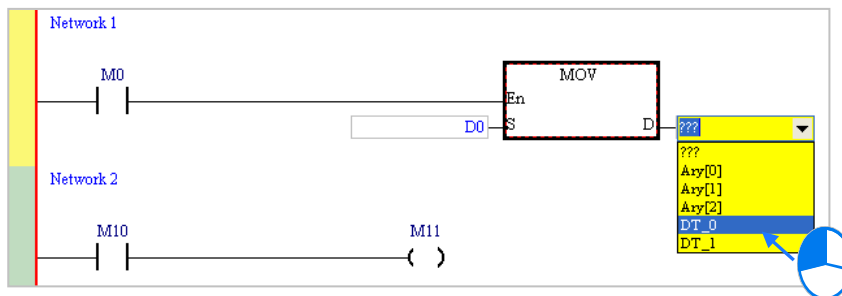 Network 1
M0
MOV
En
D0 S D ???
???
Ary[0]
Ary[1]
Ary[2]
DT_0
DT_1
Network 2
M10 M11